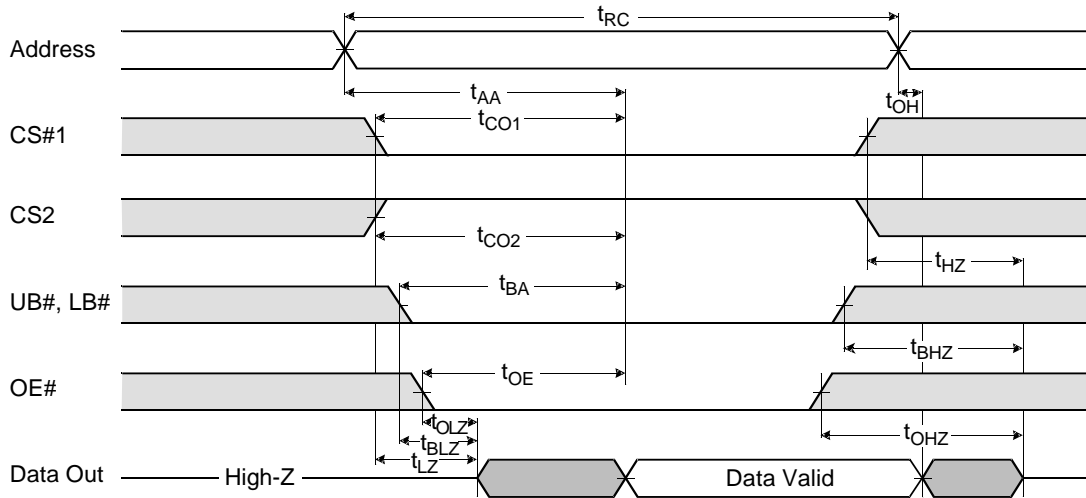 tRC
Address
tAA
tOH
tCO1
CS#1
CS2
tCO2
tHZ
tBA
UB#, LB#
tBHZ
tOE
OE#
tOLZ
tOHZ
tBLZ
tLZ
Data Out
High-Z
Data Valid